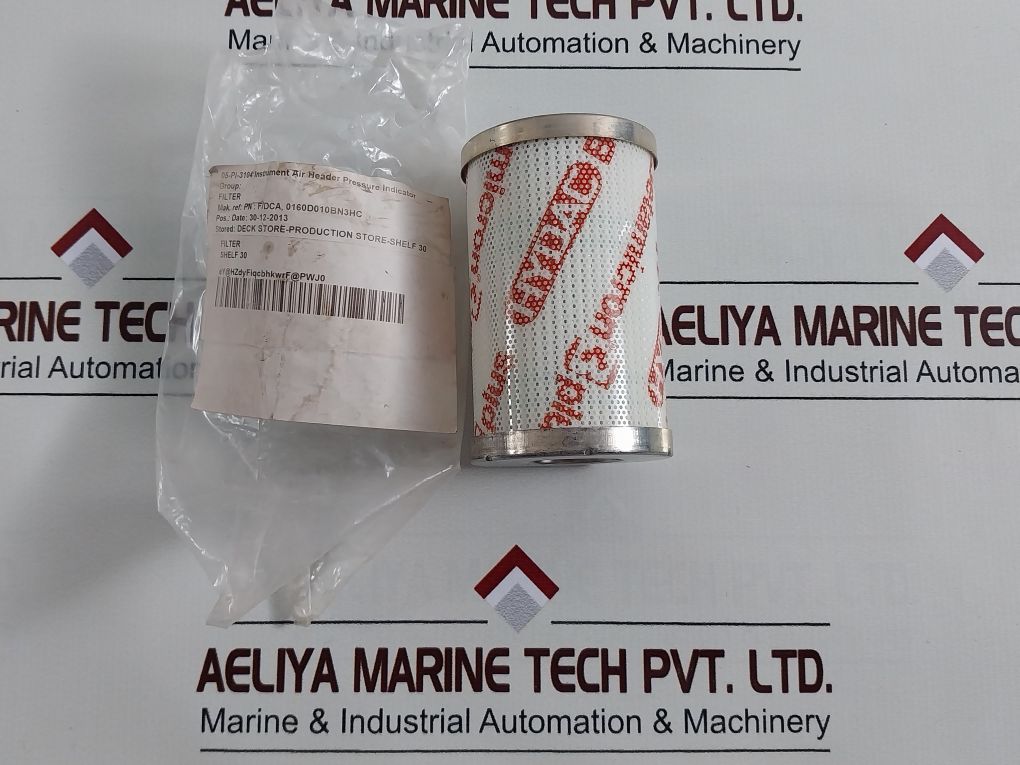 AELIYA MARINE TECH PVT. LTD.
Marine & Industrial Automation & Machinery
05-PI-3104 Instument Air Header Pressure Indicator
Group:
FILTER
Mak. ref: PN: F/DCA, 0160D010BN3HC
Pos.: Date: 30-12-2013
Stored: DECK STORE-PRODUCTION STORE-SHELF 30
FILTER
SHELF 30
HYDAC
RINE TECH
AELIYA MARINE TEC
rial Automat
Marine & Industrial Automa
AELIYA MARINE TECH PVT. LTD.
Marine & Industrial Automation & Machinery